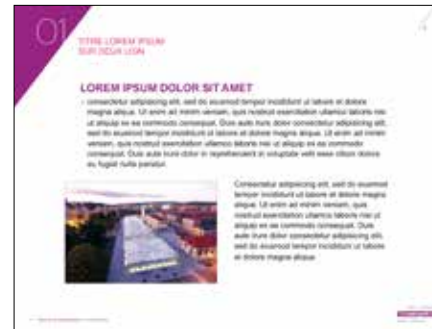 01
TITRE LOREM IPSUM
SUR DEUX LIGN
LOREM IPSUM DOLOR SIT AMET
- consectetur adipiscing elit, sed do eiusmod tempor incididunt ut labore et dolore
magna aliqua. Ut enim ad minim veniam, quis nostrud exercitation ullamco laboris nisi
ut aliquip ex ea commodo consequat. Duis aute irure dolor sit amet adipiscing elit,
sed do eiusmod tempor incididunt ut labore et dolore magna aliqua. Ut enim ad minim
veniam, quis nostrud exercitation ullamco laboris nisi ut aliquip ex ea commodo
consequat. Duis aute irure dolor in reprehenderit in voluptate velit esse cillum dolore
eu fugiat nulla pariatur.
Consectetur adipiscing elit, sed do eiusmod
tempor incididunt ut labore et dolore magna
aliqua. Ut enim ad minim veniam, quis
nostrud exercitation ullamco laboris nisi ut
aliquip ex ea commodo consequat. Duis
aute irure dolor sit amet adipiscing elit,
sed do eiusmod tempor incididunt ut labore
et dolore magna aliqua.